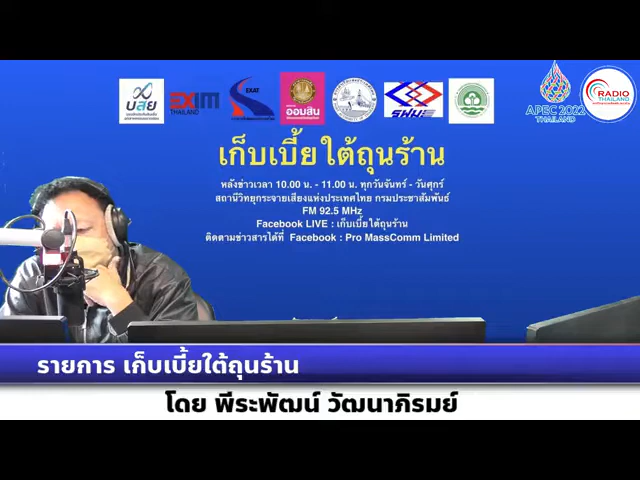 บสย
EXIM
THAILAND
EXAT
ออมสิน
รฟม
APEC 2022
THAILAND
RADIO
THAILAND
เก็บเบี้ยใต้ถุนร้าน
หลังข่าวเวลา 10.00 น. - 11.00 น. ทุกวันจันทร์ - วันศุกร์
สถานีวิทยุกระจายเสียงแห่งประเทศไทย กรมประชาสัมพันธ์
FM 92.5 MHz
Facebook LIVE : เก็บเบี้ยใต้ถุนร้าน
ติดตามข่าวสารได้ที่ Facebook : Pro MassComm Limited
รายการ เก็บเบี้ยใต้ถุนร้าน
โดย พีระพัฒน์ วัฒนาภิรมย์